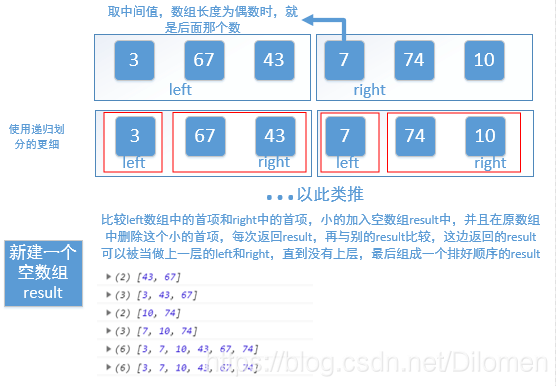 取中间值，数组长度为偶数时，就
是后面那个数
3 67 43 7 74 10
left right
使用递归划
分的更细
3 67 43 7 74 10
left right left right
...以此类推
比较left数组中的首项和right中的首项，小的加入空数组result中，并且在原数组
中删除这个小的首项，每次返回result，再与别的result比较，这边返回的result
可以被当做上一层的left和right，直到没有上层，最后组成一个排好顺序的result
新建一个
空数组
result
▶ (2) [43, 67]
▶ (3) [3, 43, 67]
▶ (2) [10, 74]
▶ (3) [7, 10, 74]
▶ (6) [3, 7, 10, 43, 67, 74]
▶ (6) [3, 7, 10, 43, 67, 74]
https://blog.csdn.net/Dilomen